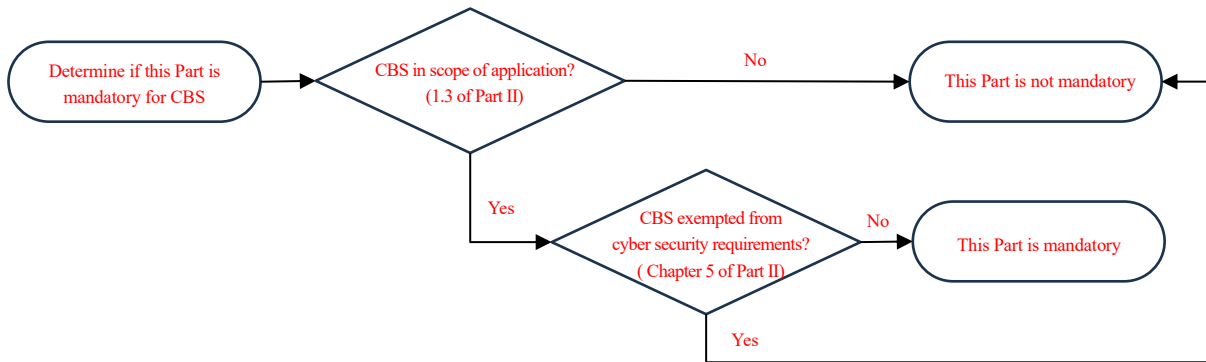 Determine if this Part is
mandatory for CBS
CBS in scope of application?
(1.3 of Part II)
No
This Part is not mandatory
Yes
CBS exempted from
cyber security requirements?
( Chapter 5 of Part II)
No
This Part is mandatory
Yes